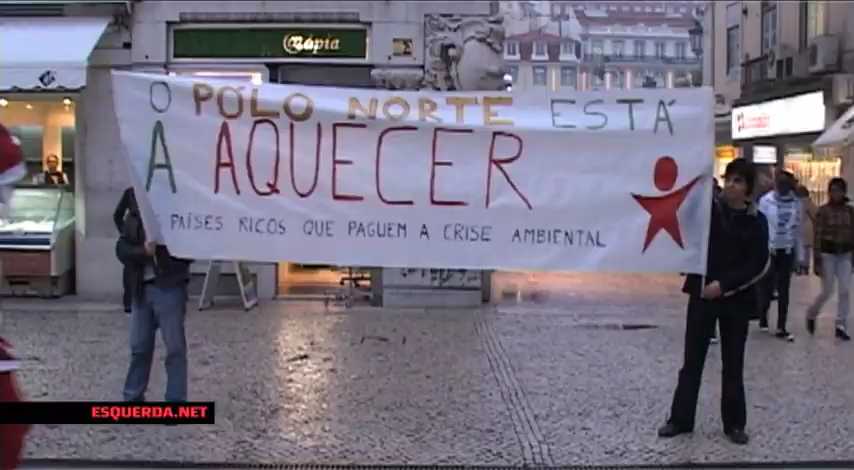 Cópia
O PÓLO NORTE ESTÁ
A AQUECER
PAÍSES RICOS QUE PAGUEM A CRISE AMBIENTAL
ESQUERDA.NET